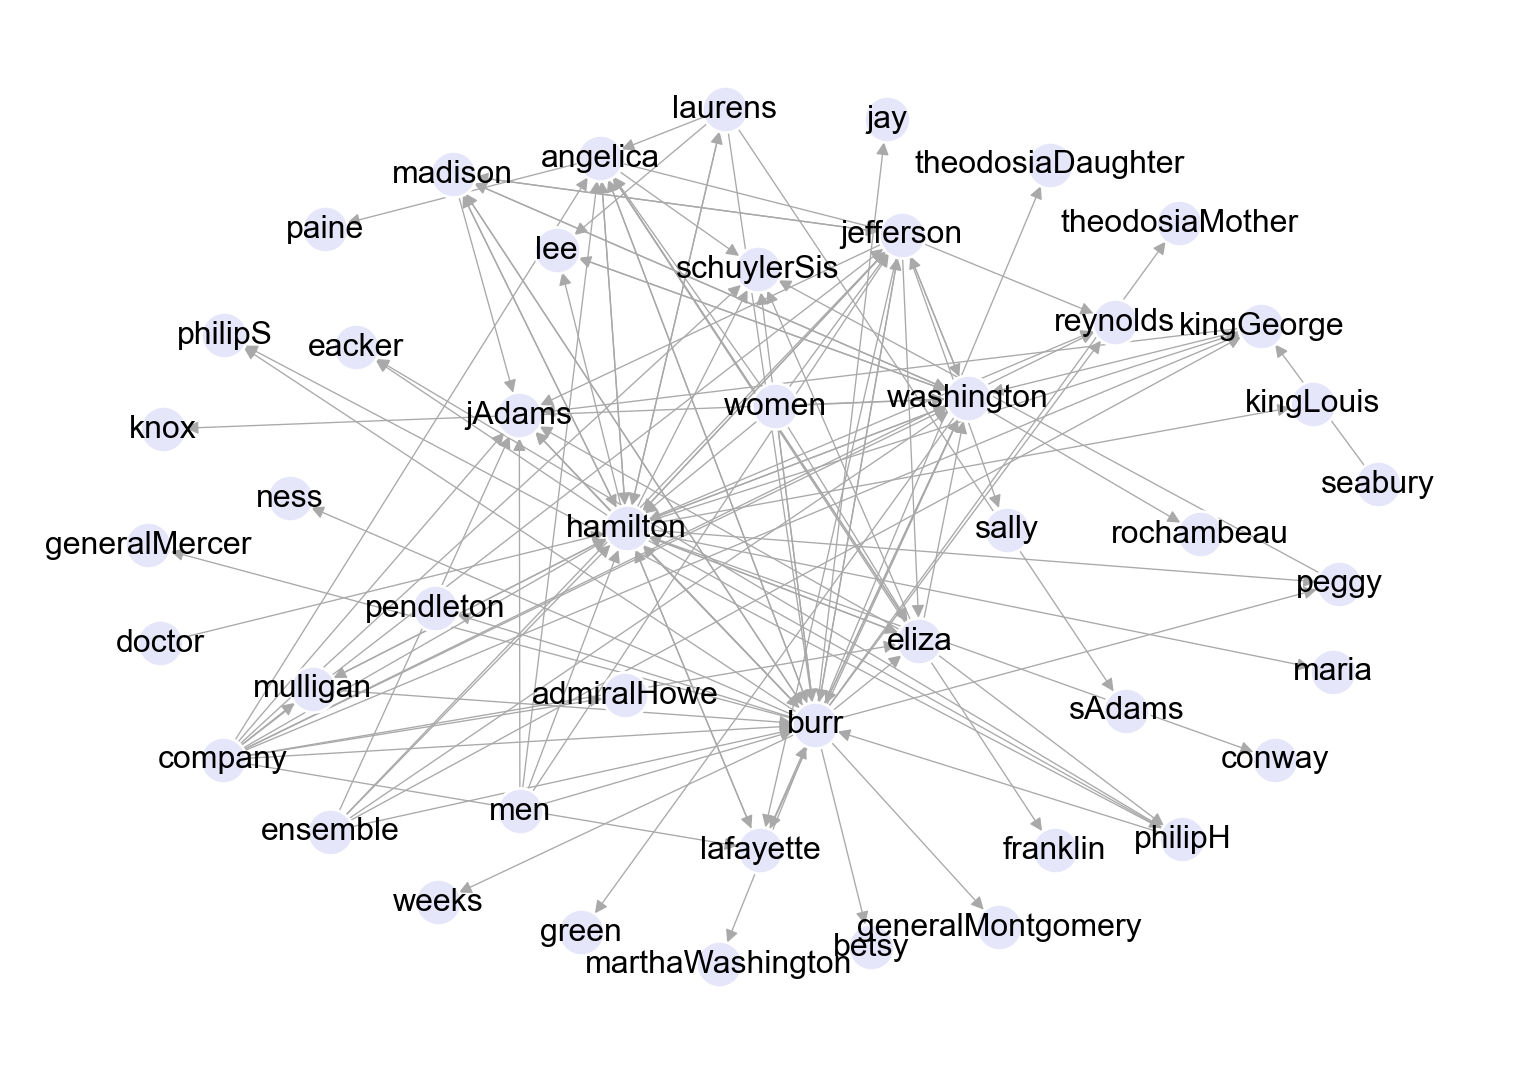 laurens
jay
angelica
theodosiaDaughter
madison
theodosiaMother
paine
jefferson
lee
schuylerSis
reynolds
kingGeorge
philipS
eacker
washington
kingLouis
women
jAdams
knox
seabury
ness
hamilton
sally
rochambeau
generalMercer
peggy
pendleton
doctor
eliza
maria
mulligan
admiralHowe
sAdams
burr
company
conway
men
ensemble
philipH
lafayette
franklin
weeks
generalMontgomery
green
betsy
marthaWashington